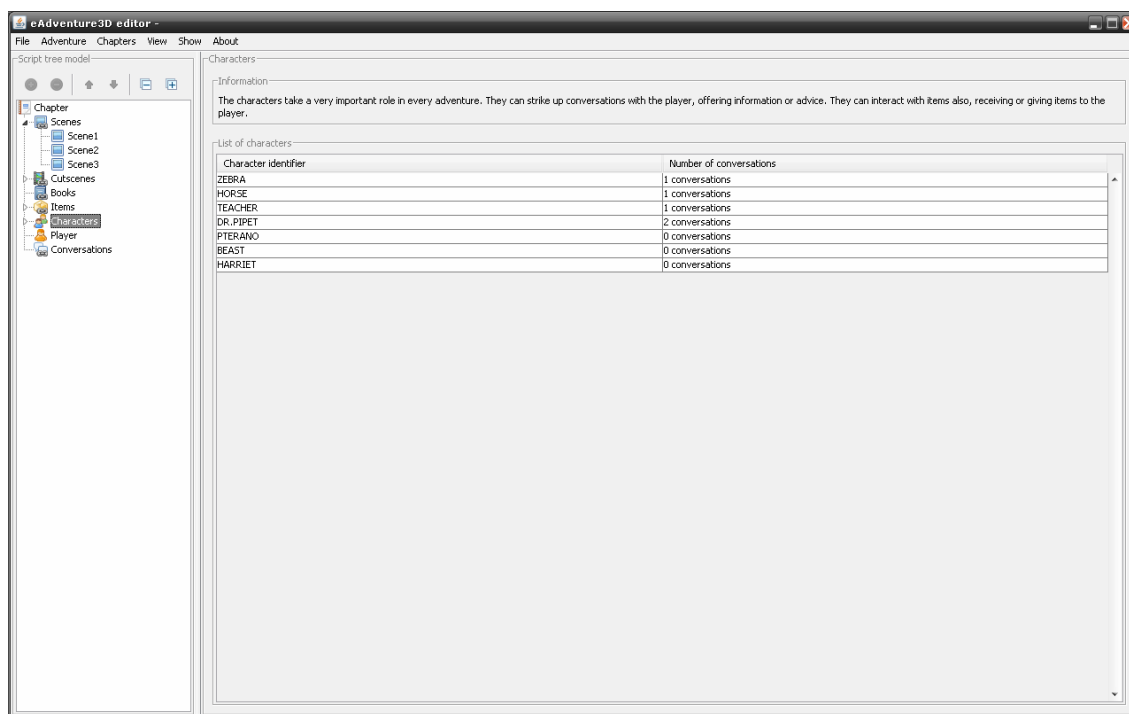 eAdventure3D editor -
File Adventure Chapters View Show About
Script tree model
Chapter
Scenes
Scene1
Scene2
Scene3
Cutscenes
Books
Items
Characters
Player
Conversations
Characters
Information
The characters take a very important role in every adventure. They can strike up conversations with the player, offering information or advice. They can interact with items also, receiving or giving items to the
player.
List of characters
Character identifier Number of conversations
ZEBRA 1 conversations
HORSE 1 conversations
TEACHER 1 conversations
DR.PIPET 2 conversations
PTERANO 0 conversations
BEAST 0 conversations
HARRIET 0 conversations